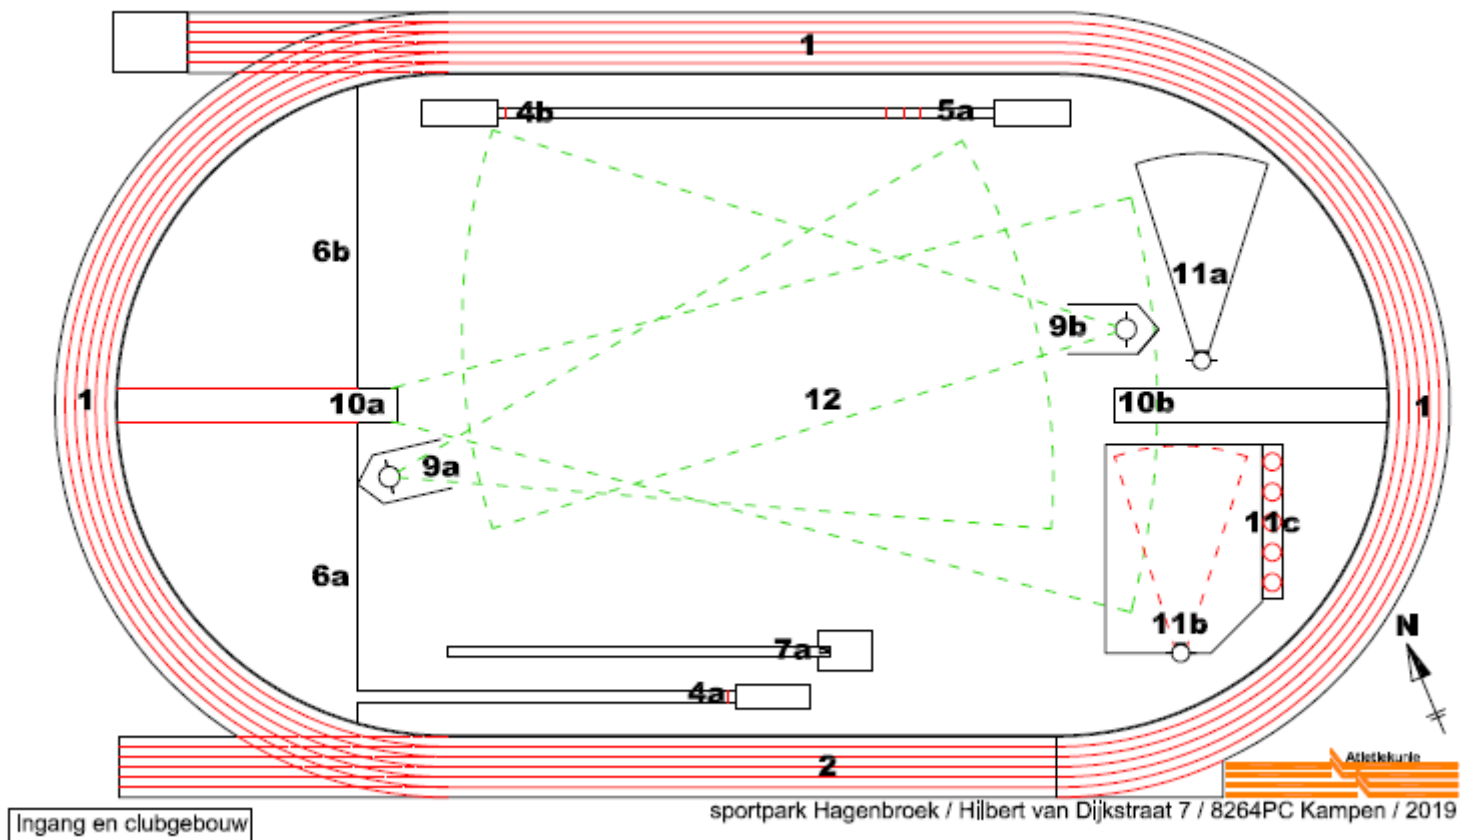 1
4b
5a
6b
11a
9b
1
10a
12
10b
1
9a
11c
6a
11b
N
7a
4a
2
Atletiekunie
sportpark Hagenbroek / Hilbert van Dijkstraat 7 / 8264PC Kampen / 2019
Ingang en clubgebouw